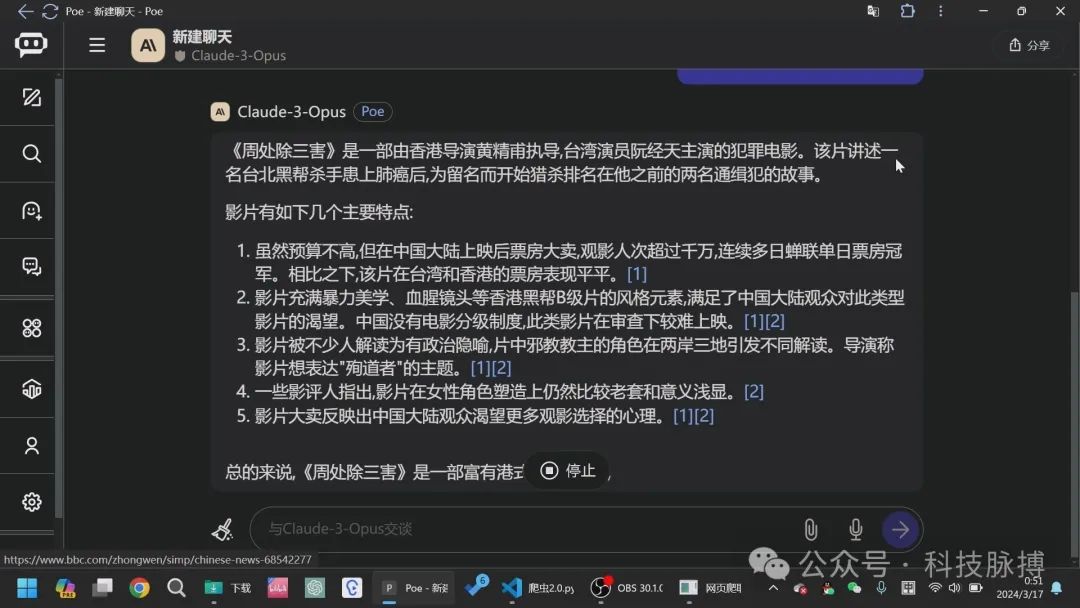 Poe - 新建聊天 - Poe
新建聊天
Claude-3-Opus
分享
Claude-3-Opus Poe
《周处除三害》是一部由香港导演黄精甫执导,台湾演员阮经天主演的犯罪电影。该片讲述一
名台北黑帮杀手患上肺癌后,为留名而开始猎杀排名在他之前的两名通缉犯的故事。
影片有如下几个主要特点:
1. 虽然预算不高,但在中国大陆上映后票房大卖,观影人次超过千万,连续多日蝉联单日票房冠
军。相比之下,该片在台湾和香港的票房表现平平。[1]
2. 影片充满暴力美学、血腥镜头等香港黑帮B级片的风格元素,满足了中国大陆观众对此类型
影片的渴望。中国没有电影分级制度,此类影片在审查下较难上映。[1][2]
3. 影片被不少人解读为有政治隐喻,片中邪教教主的角色在两岸三地引发不同解读。导演称
影片想表达"殉道者"的主题。[1][2]
4. 一些影评人指出,影片在女性角色塑造上仍然比较老套和意义浅显。[2]
5. 影片大卖反映出中国大陆观众渴望更多观影选择的心理。[1][2]
总的来说,《周处除三害》是一部富有港式
停止
与Claude-3-Opus交谈
https://www.bbc.com/zhongwen/simp/chinese-news-68542277
公众号 · 科技脉搏
下载
Poe - 新建
6
爬虫2.0.py
OBS 30.1.0
网页爬
0:51
2024/3/17